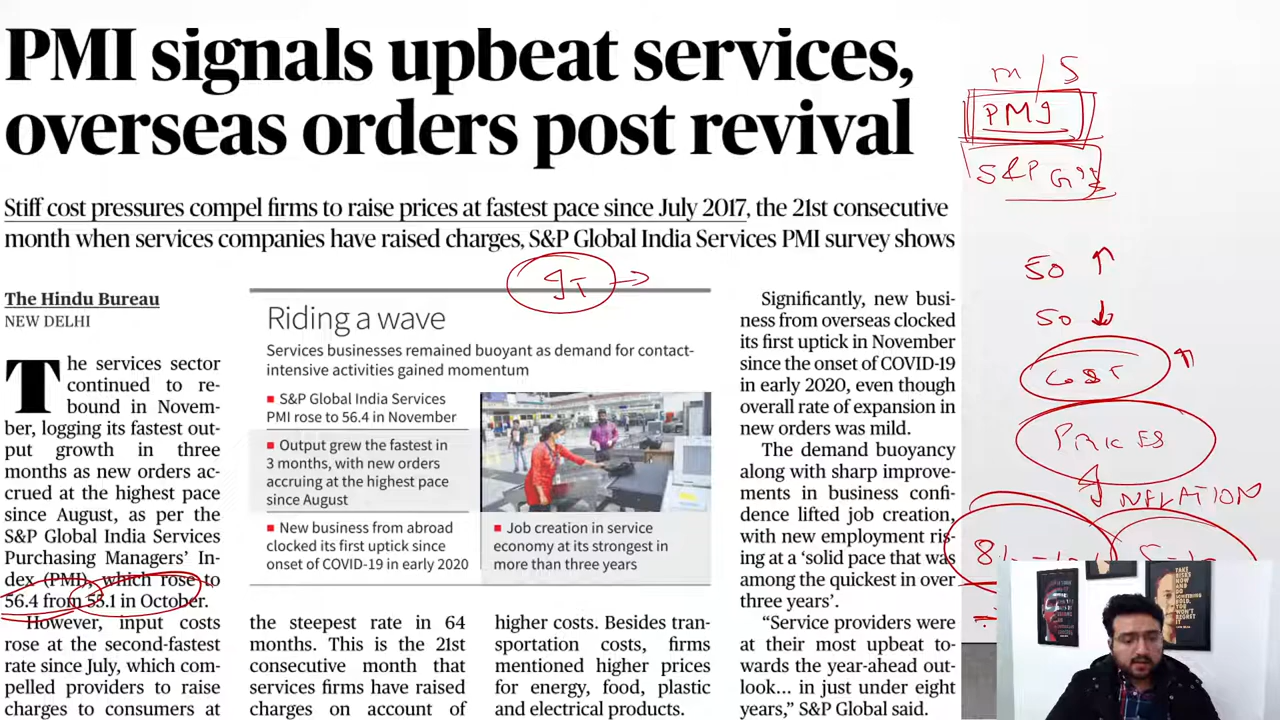 PMI signals upbeat services,
overseas orders post revival
Stiff cost pressures compel firms to raise prices at fastest pace since July 2017, the 21st consecutive
month when services companies have raised charges, S&P Global India Services PMI survey shows
The Hindu Bureau
NEW DELHI
The services sector
continued to re-
bound in Novem-
ber, logging its fastest out-
put growth in three
months as new orders ac-
crued at the highest pace
since August, as per the
S&P Global India Services
Purchasing Managers' In-
dex (PMI), which rose to
56.4 from 55.1 in October.
However, input costs
rose at the second-fastest
rate since July, which com-
pelled providers to raise
charges to consumers at
Riding a wave
Services businesses remained buoyant as demand for contact-
intensive activities gained momentum
S&P Global India Services
PMI rose to 56.4 in November
Output grew the fastest in
3 months, with new orders
accruing at the highest pace
since August
New business from abroad
clocked its first uptick since
onset of COVID-19 in early 2020
Job creation in service
economy at its strongest in
more than three years
the steepest rate in 64
months. This is the 21st
consecutive month that
services firms have raised
charges on account of
higher costs. Besides tran-
sportation costs, firms
mentioned higher prices
for energy, food, plastic
and electrical products.
Significantly, new busi-
ness from overseas clocked
its first uptick in November
since the onset of COVID-19
in early 2020, even though
overall rate of expansion in
new orders was mild.
The demand buoyancy
along with sharp improve-
ments in business confi-
dence lifted job creation,
with new employment ris-
ing at a 'solid pace that was
among the quickest in over
three years'.
"Service providers were
at their most upbeat to-
wards the year-ahead out-
look... in just under eight
years," S&P Global said.
m / S
PMI
S&P G
50 ↑
50 ↓
GST ↑
PRICES
INFLATION